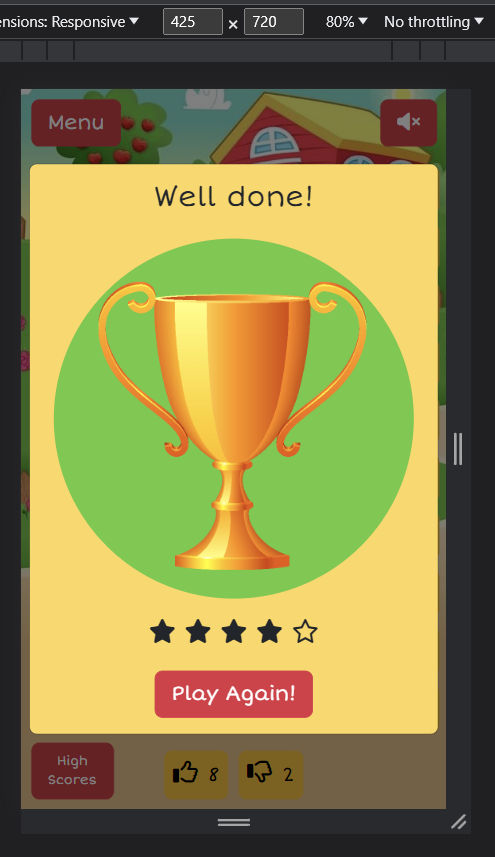 ensions: Responsive 425 × 720 80% No throttling
Menu
Well done!
Play Again!
High
Scores
8 2